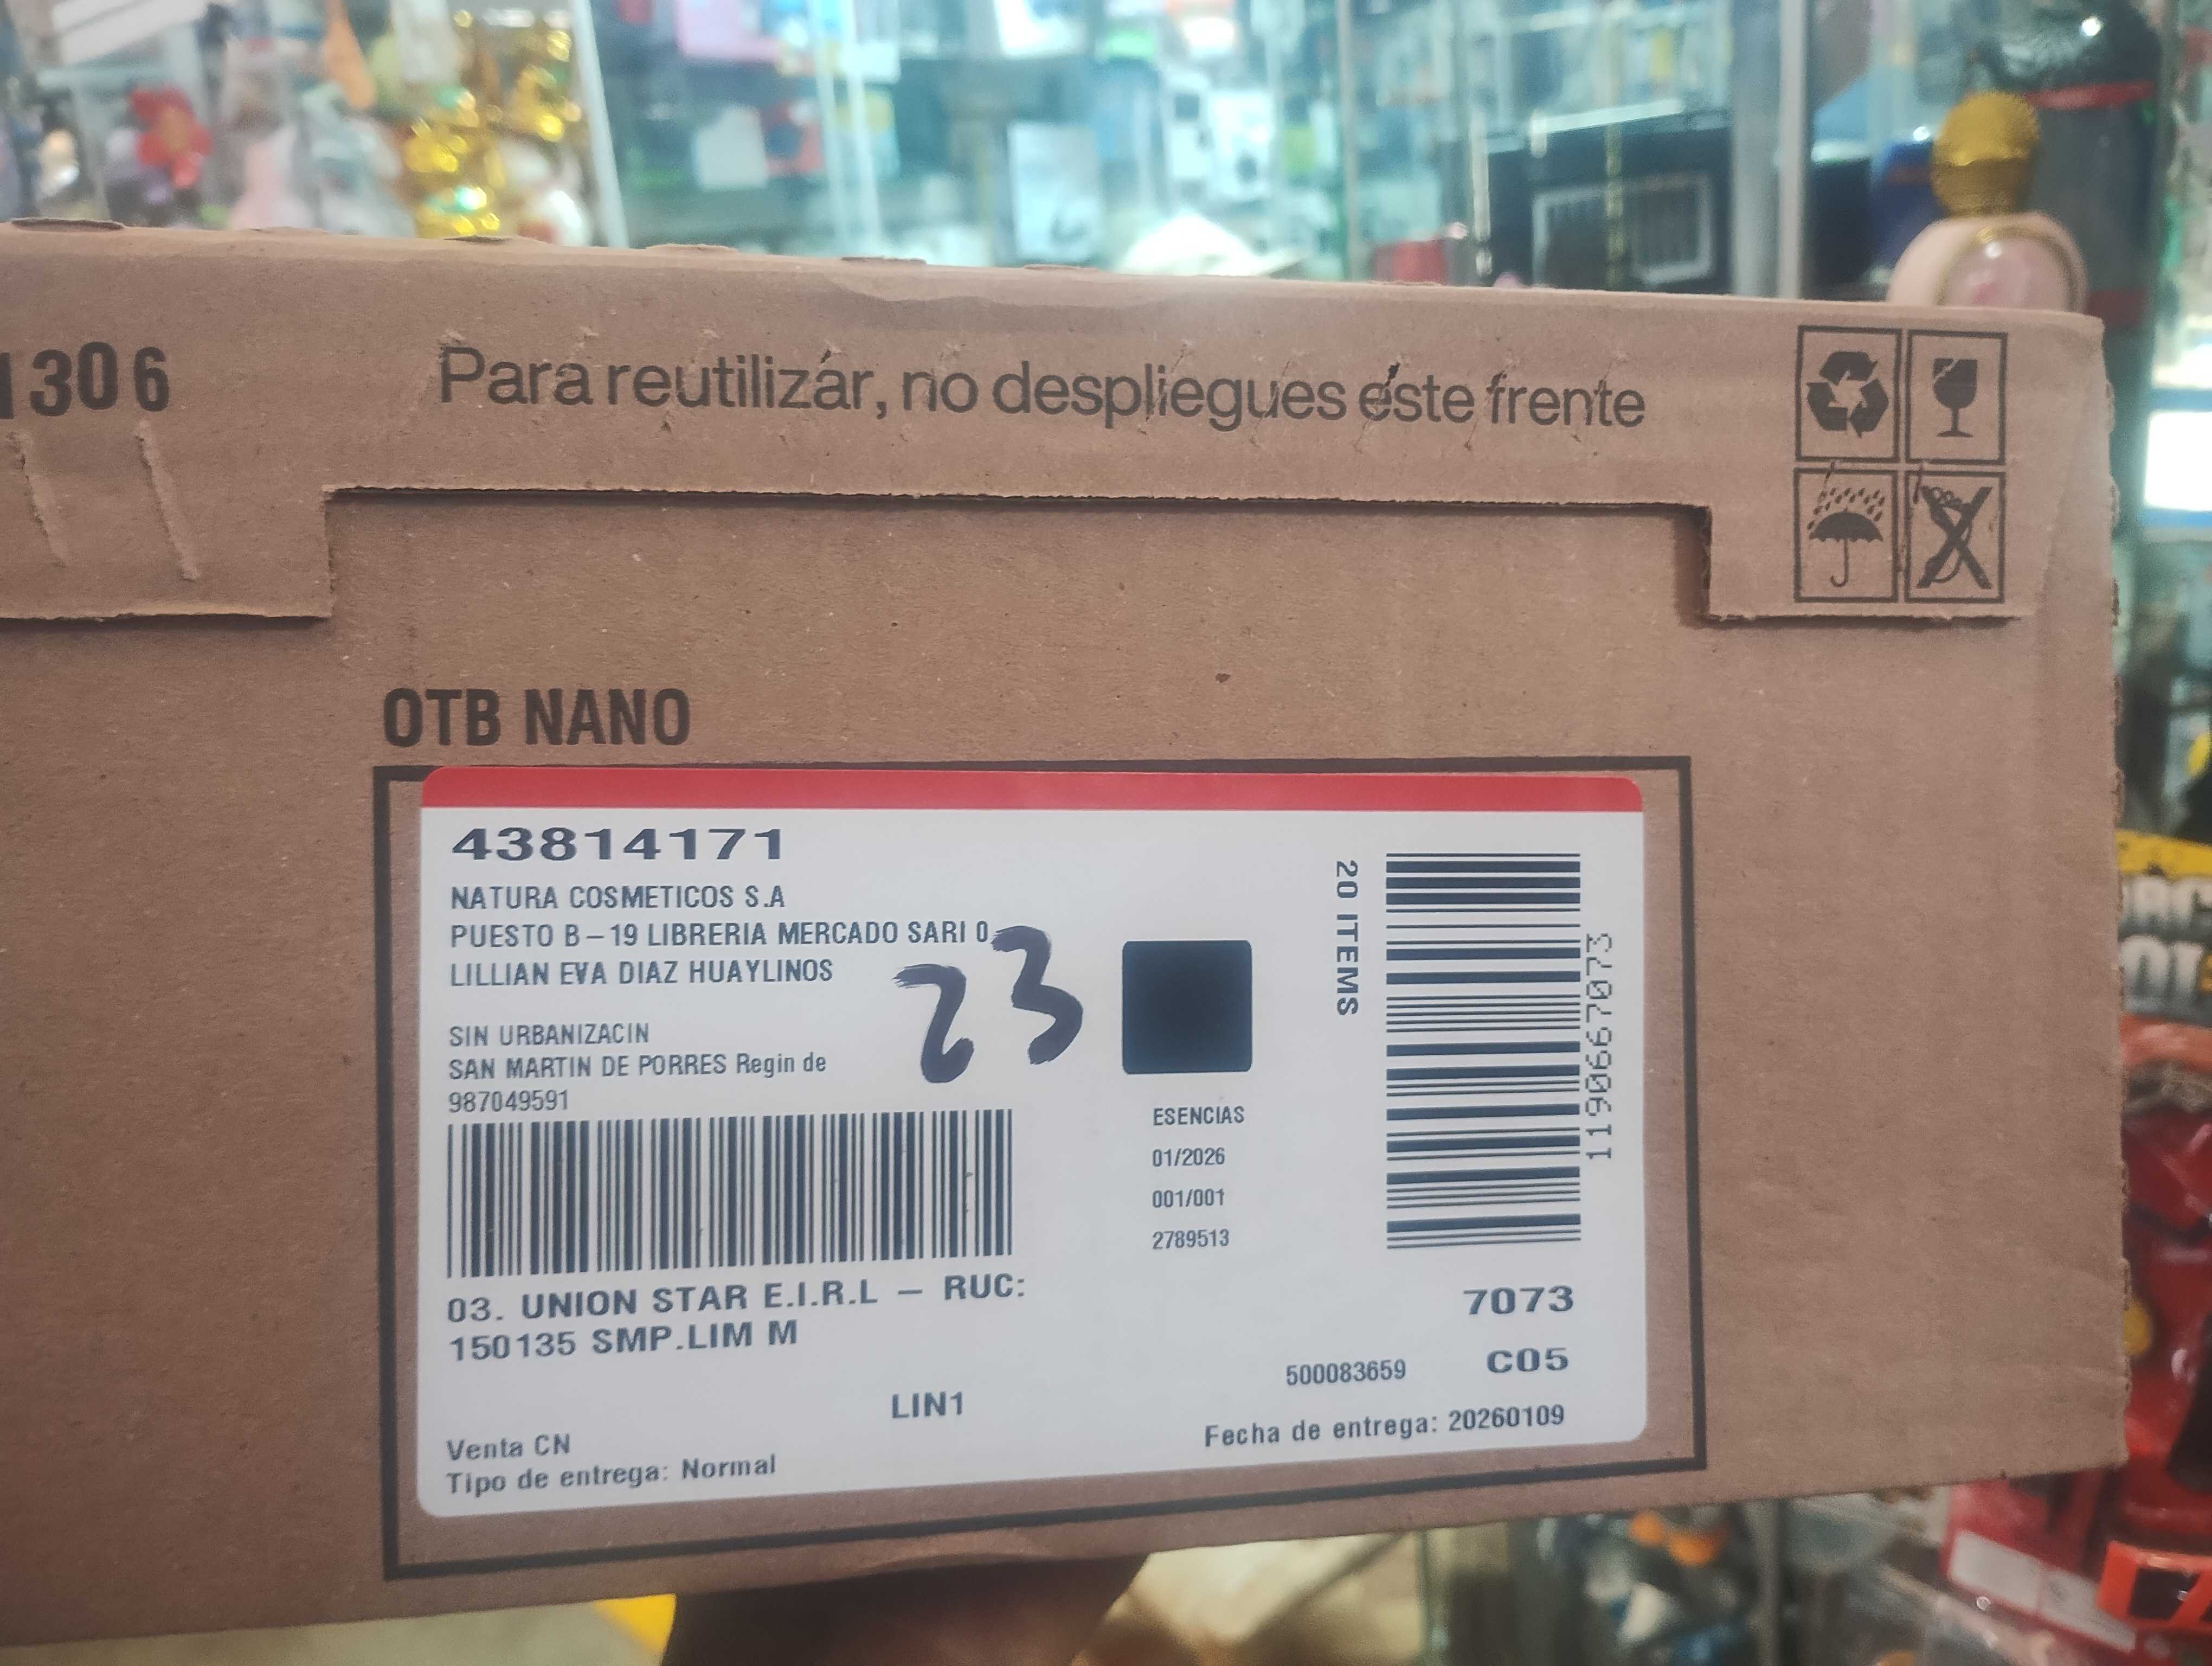 1306
Para reutilizar, no despliegues este frente
OTB NANO
43814171
NATURA COSMETICOS S.A
PUESTO B-19 LIBRERIA MERCADO SARI 0
LILLIAN EVA DIAZ HUAYLINOS
23
SIN URBANIZACIN
SAN MARTIN DE PORRES Regin de
987049591
03. UNION STAR E.I.R.L - RUC:
150135 SMP.LIM M
LIN1
Venta CN
Tipo de entrega: Normal
ESENCIAS
01/2026
001/001
2789513
20 ITEMS
1190667073
7073
C05
500083659
Fecha de entrega: 20260109